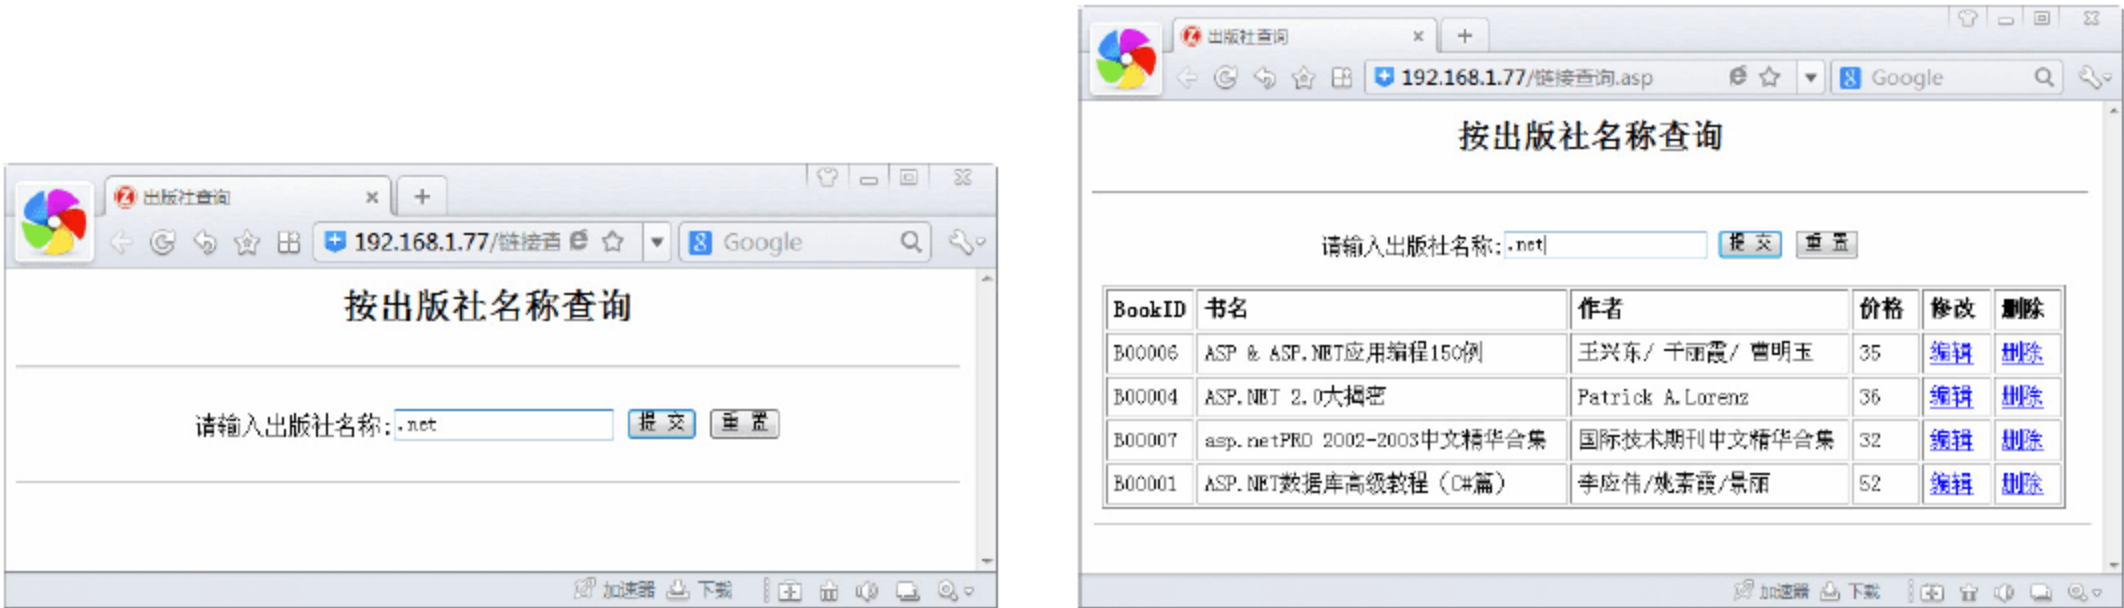 出版社查询
192.168.1.77/链接查
Google
按出版社名称查询
请输入出版社名称: .net 提 交 重 置
加速器 下载
出版社查询
192.168.1.77/链接查询.asp
Google
按出版社名称查询
请输入出版社名称: .net 提 交 重 置
BookID 书名 作者 价格 修改 删除
B00006 ASP & ASP.NET应用编程150例 王兴东/ 于丽霞/ 曹明玉 35 编辑 删除
B00004 ASP.NET 2.0大揭密 Patrick A.Lorenz 36 编辑 删除
B00007 asp.netPRO 2002-2003中文精华合集 国际技术期刊中文精华合集 32 编辑 删除
B00001 ASP.NET数据库高级教程（C#篇） 李应伟/姚素霞/景丽 52 编辑 删除
加速器 下载